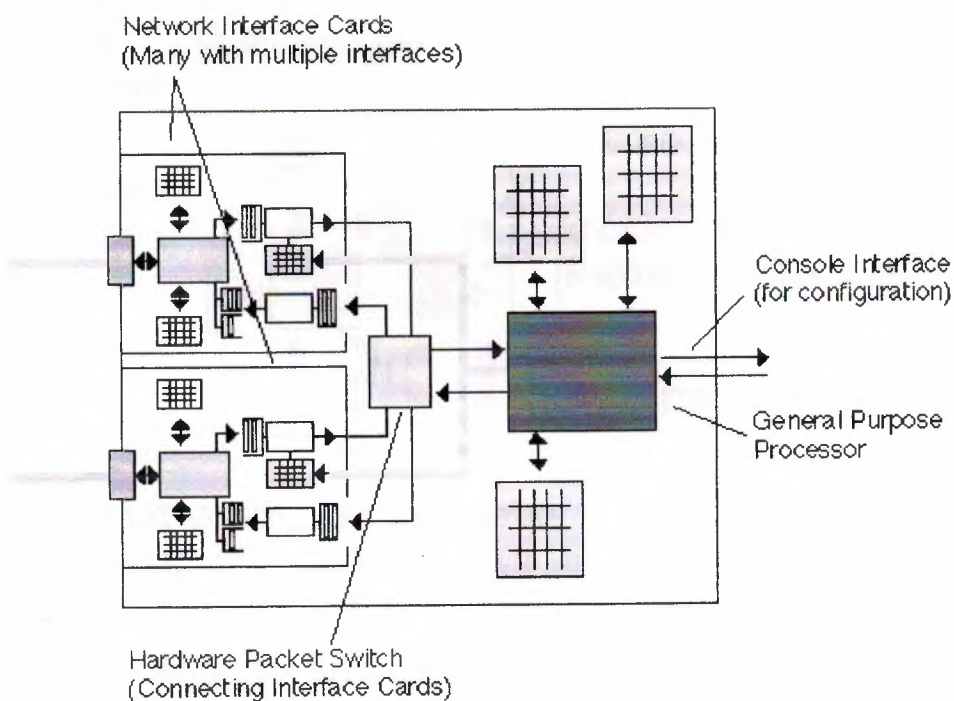 Network Interface Cards
(Many with multiple interfaces)
Console Interface
(for configuration)
General Purpose
Processor
Hardware Packet Switch
(Connecting Interface Cards)